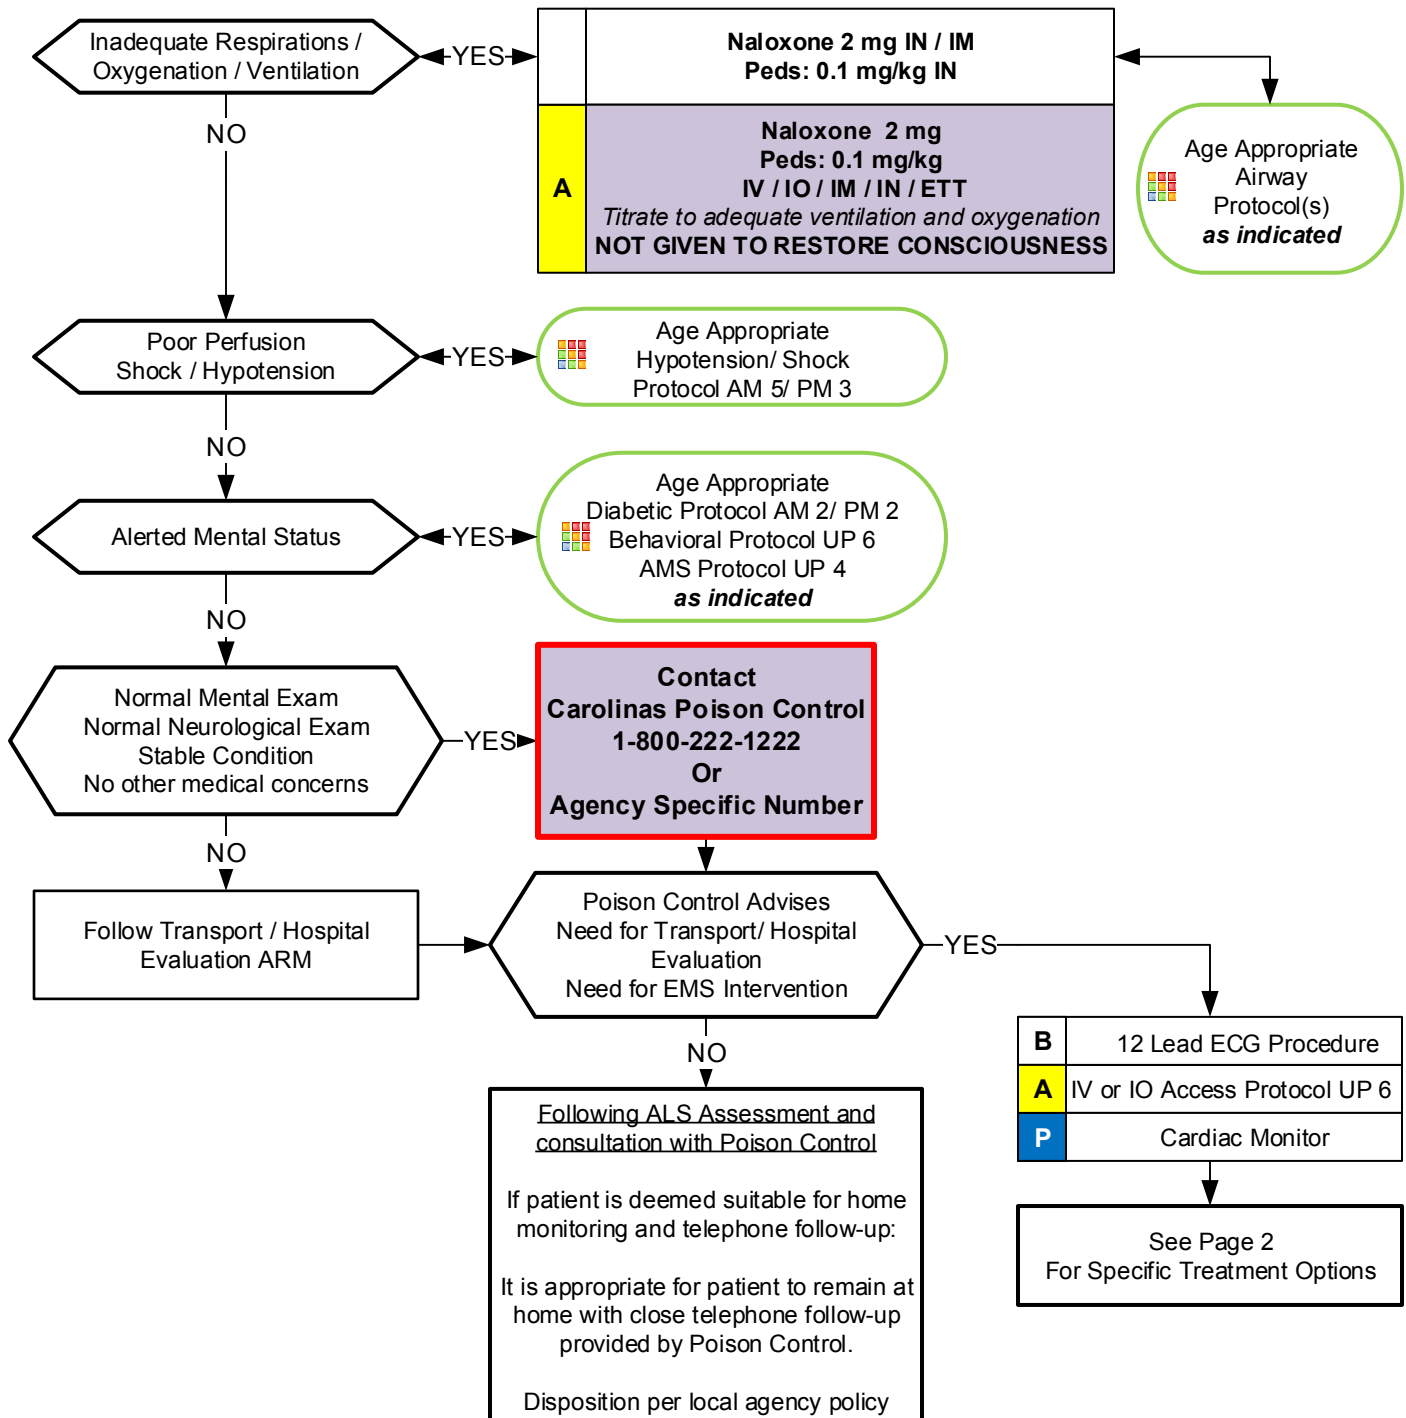 Inadequate Respirations /
Oxygenation / Ventilation
YES
Naloxone 2 mg IN / IM
Peds: 0.1 mg/kg IN
A
Naloxone 2 mg
Peds: 0.1 mg/kg
IV / IO / IM / IN / ETT
Titrate to adequate ventilation and oxygenation
NOT GIVEN TO RESTORE CONSCIOUSNESS
Age Appropriate
Airway
Protocol(s)
as indicated
NO
Poor Perfusion
Shock / Hypotension
YES
Age Appropriate
Hypotension/ Shock
Protocol AM 5/ PM 3
NO
Alerted Mental Status
YES
Age Appropriate
Diabetic Protocol AM 2/ PM 2
Behavioral Protocol UP 6
AMS Protocol UP 4
as indicated
NO
Normal Mental Exam
Normal Neurological Exam
Stable Condition
No other medical concerns
YES
Contact
Carolinas Poison Control
1-800-222-1222
Or
Agency Specific Number
NO
Follow Transport / Hospital
Evaluation ARM
Poison Control Advises
Need for Transport/ Hospital
Evaluation
Need for EMS Intervention
YES
B
12 Lead ECG Procedure
A
IV or IO Access Protocol UP 6
P
Cardiac Monitor
See Page 2
For Specific Treatment Options
NO
Following ALS Assessment and
consultation with Poison Control
If patient is deemed suitable for home
monitoring and telephone follow-up:
It is appropriate for patient to remain at
home with close telephone follow-up
provided by Poison Control.
Disposition per local agency policy